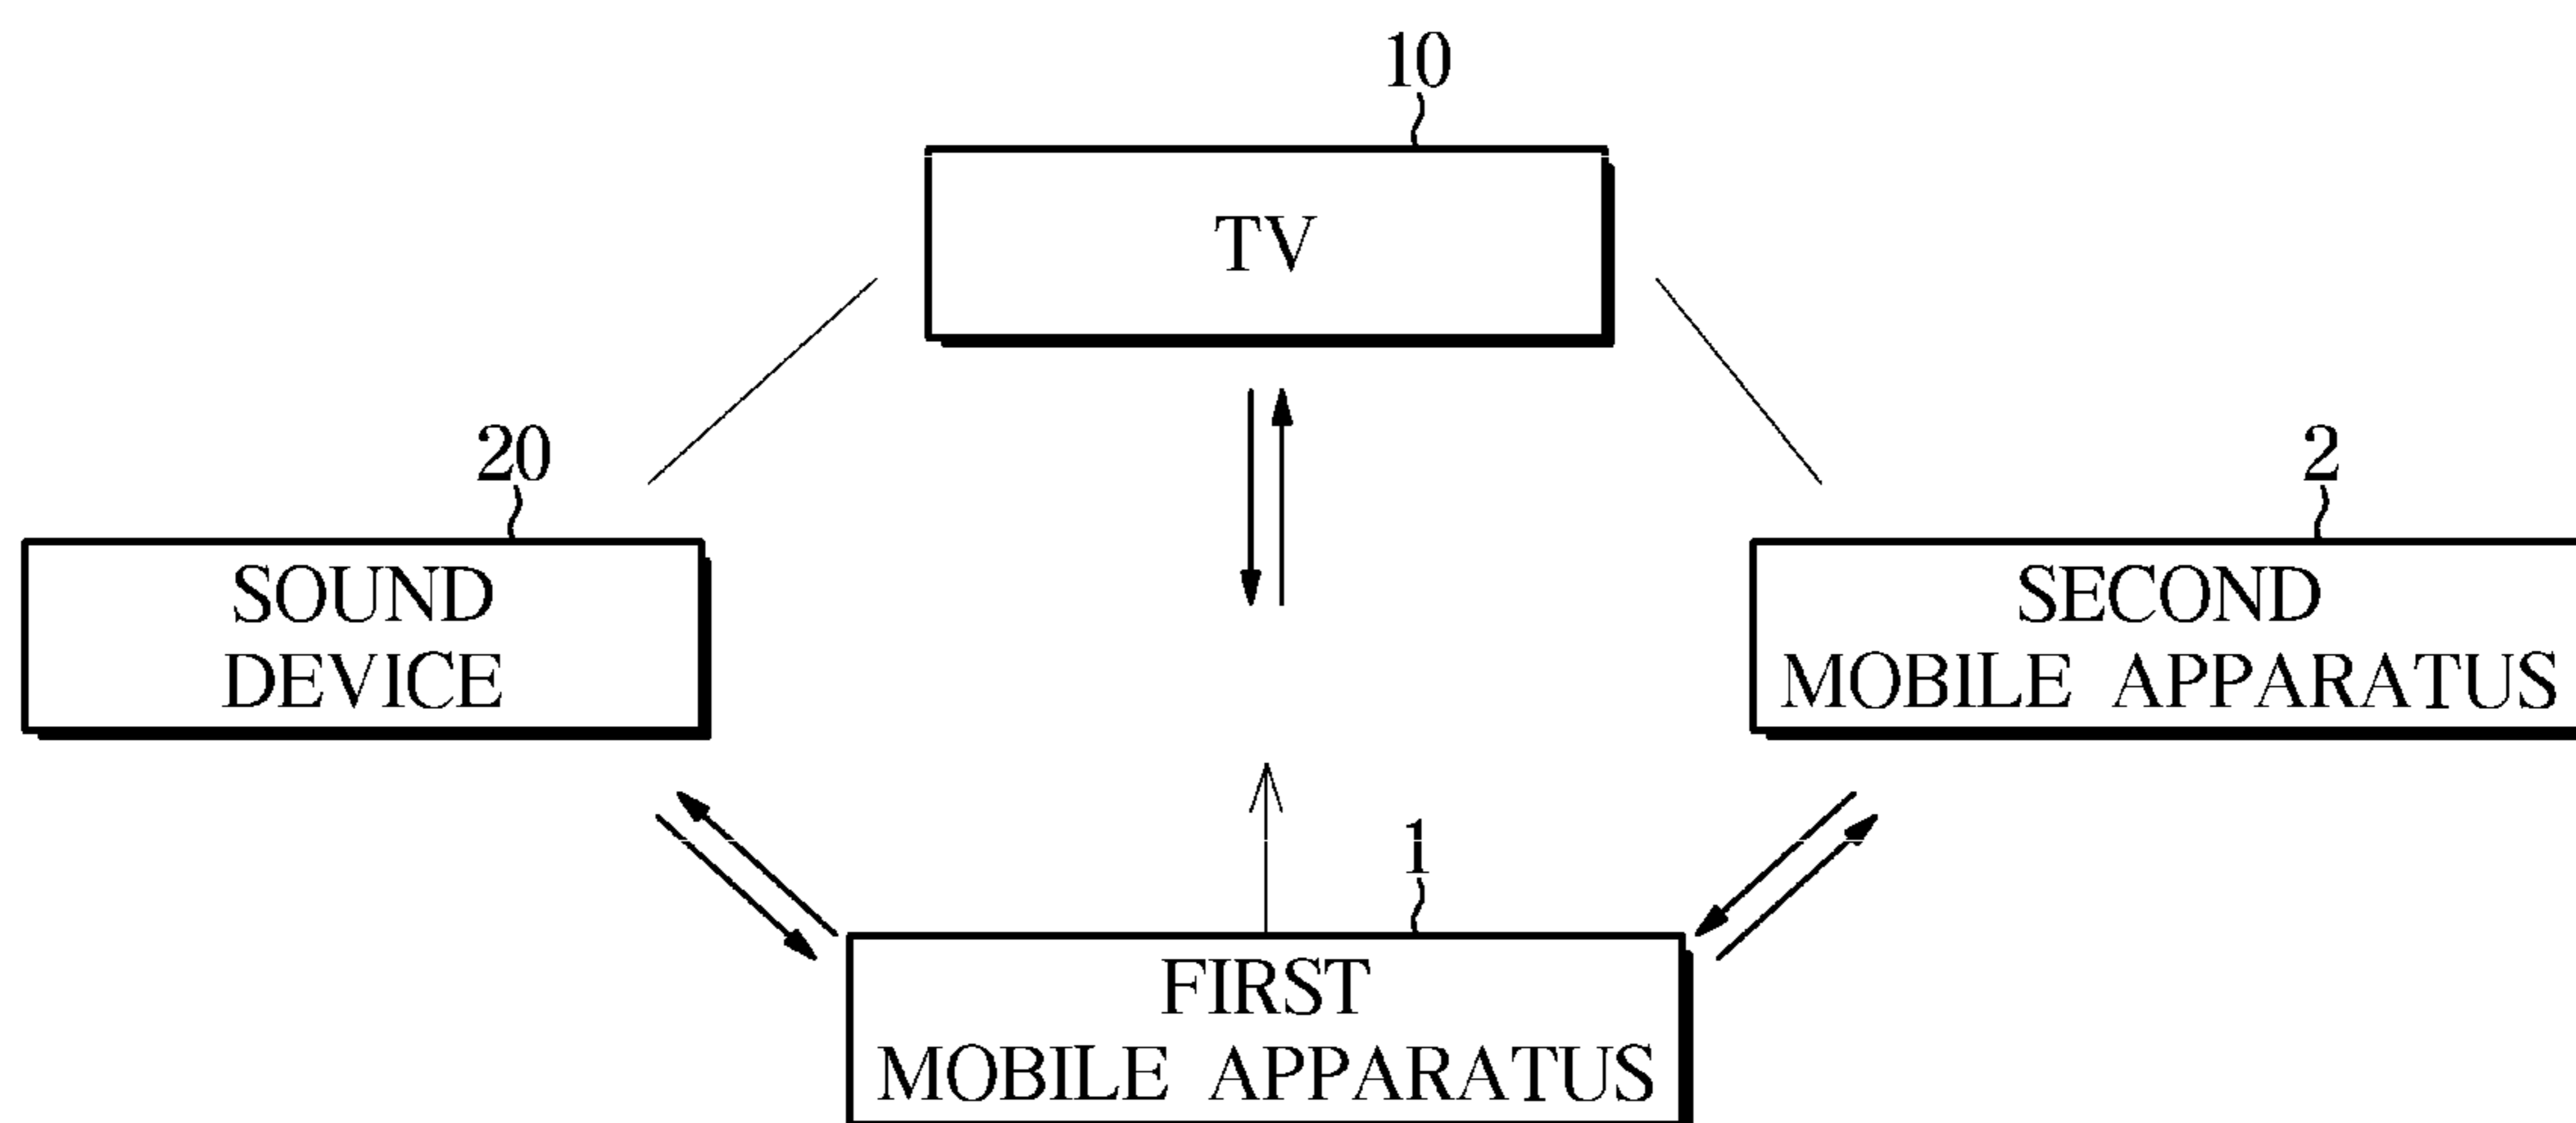 10
TV
20
SOUND
DEVICE
2
SECOND
MOBILE APPARATUS
1
FIRST
MOBILE APPARATUS